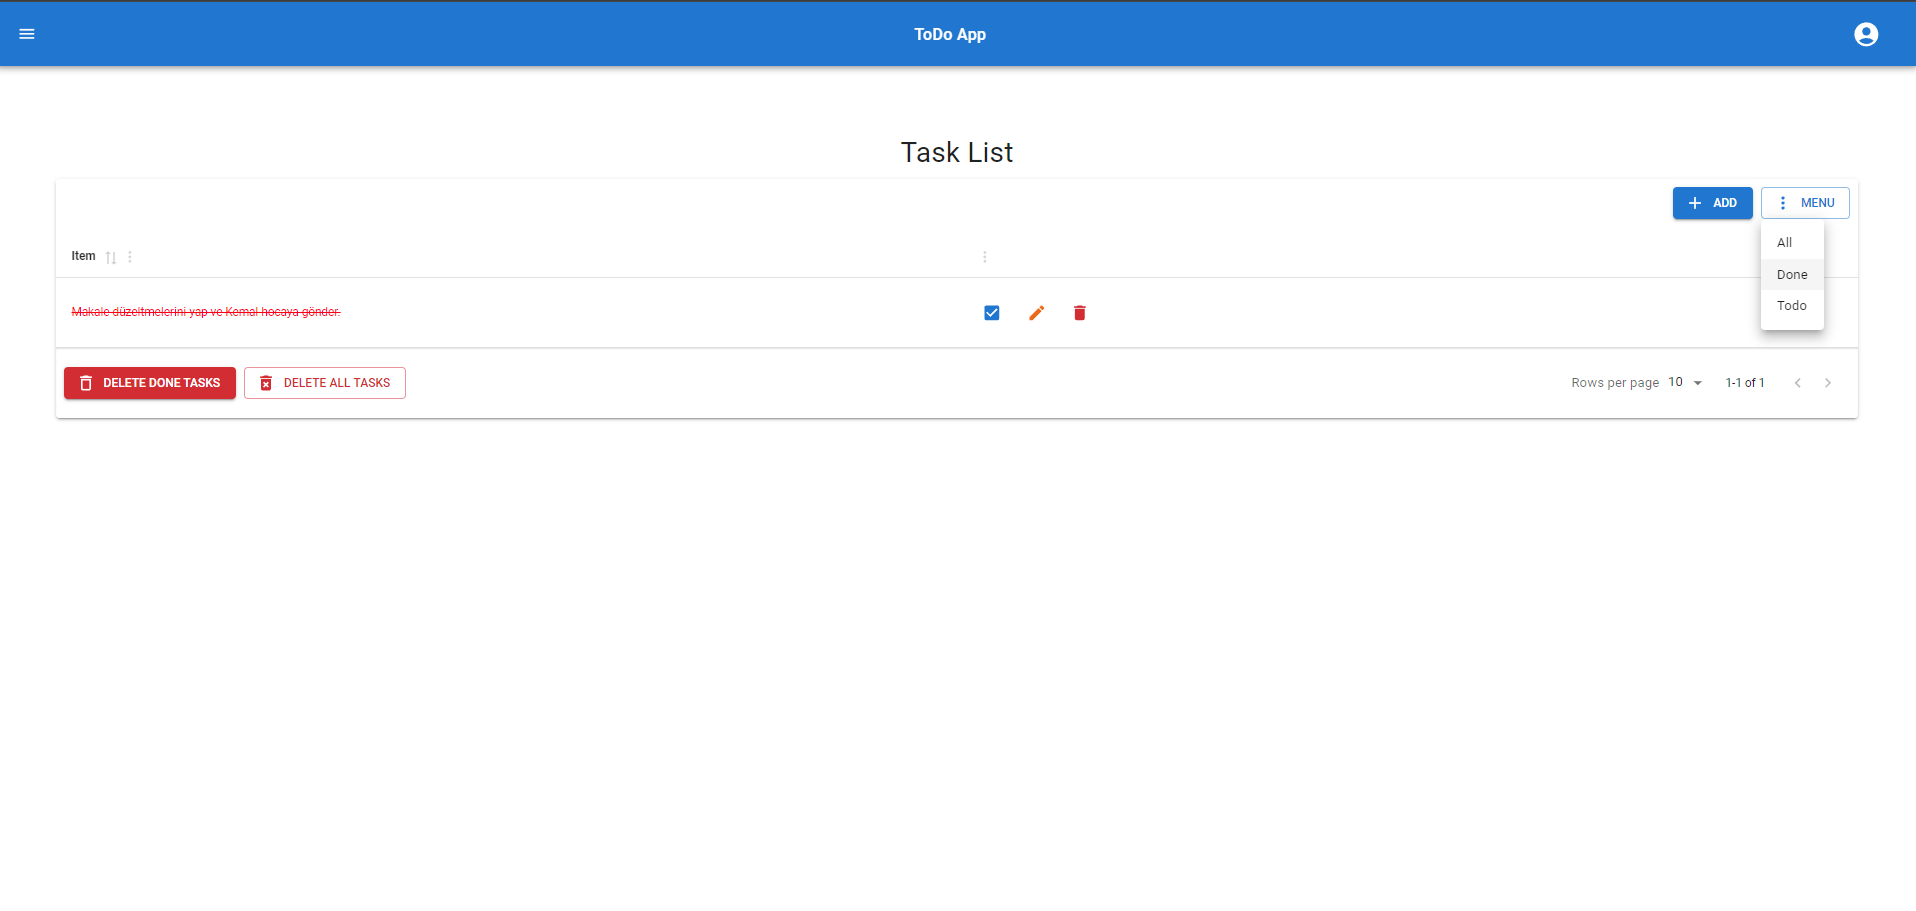 ToDo App
Task List
ADD
MENU
All
Done
Todo
Item
Makale düzeltmelerini yap ve Kemal hocaya gönder.
DELETE DONE TASKS
DELETE ALL TASKS
Rows per page 10
1-1 of 1